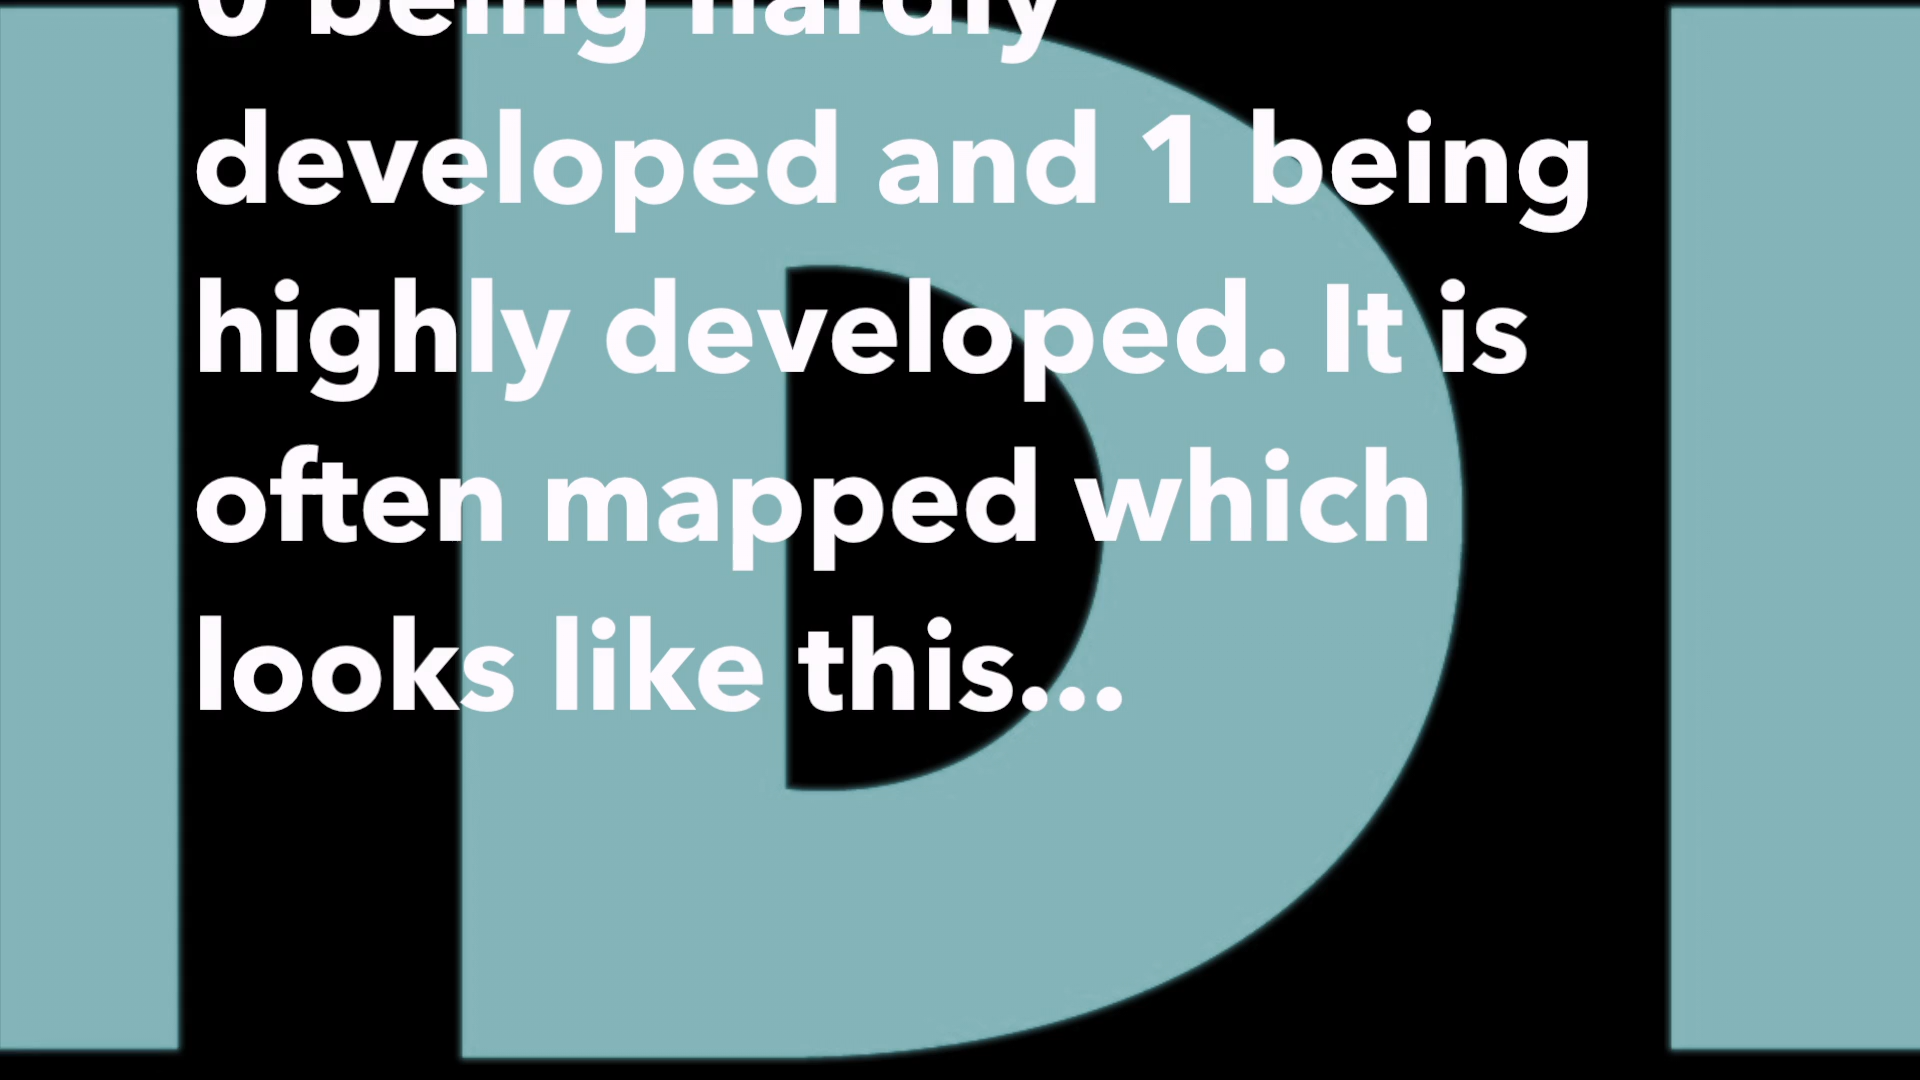 0 being hardly
developed and 1 being
highly developed. It is
often mapped which
looks like this...
D